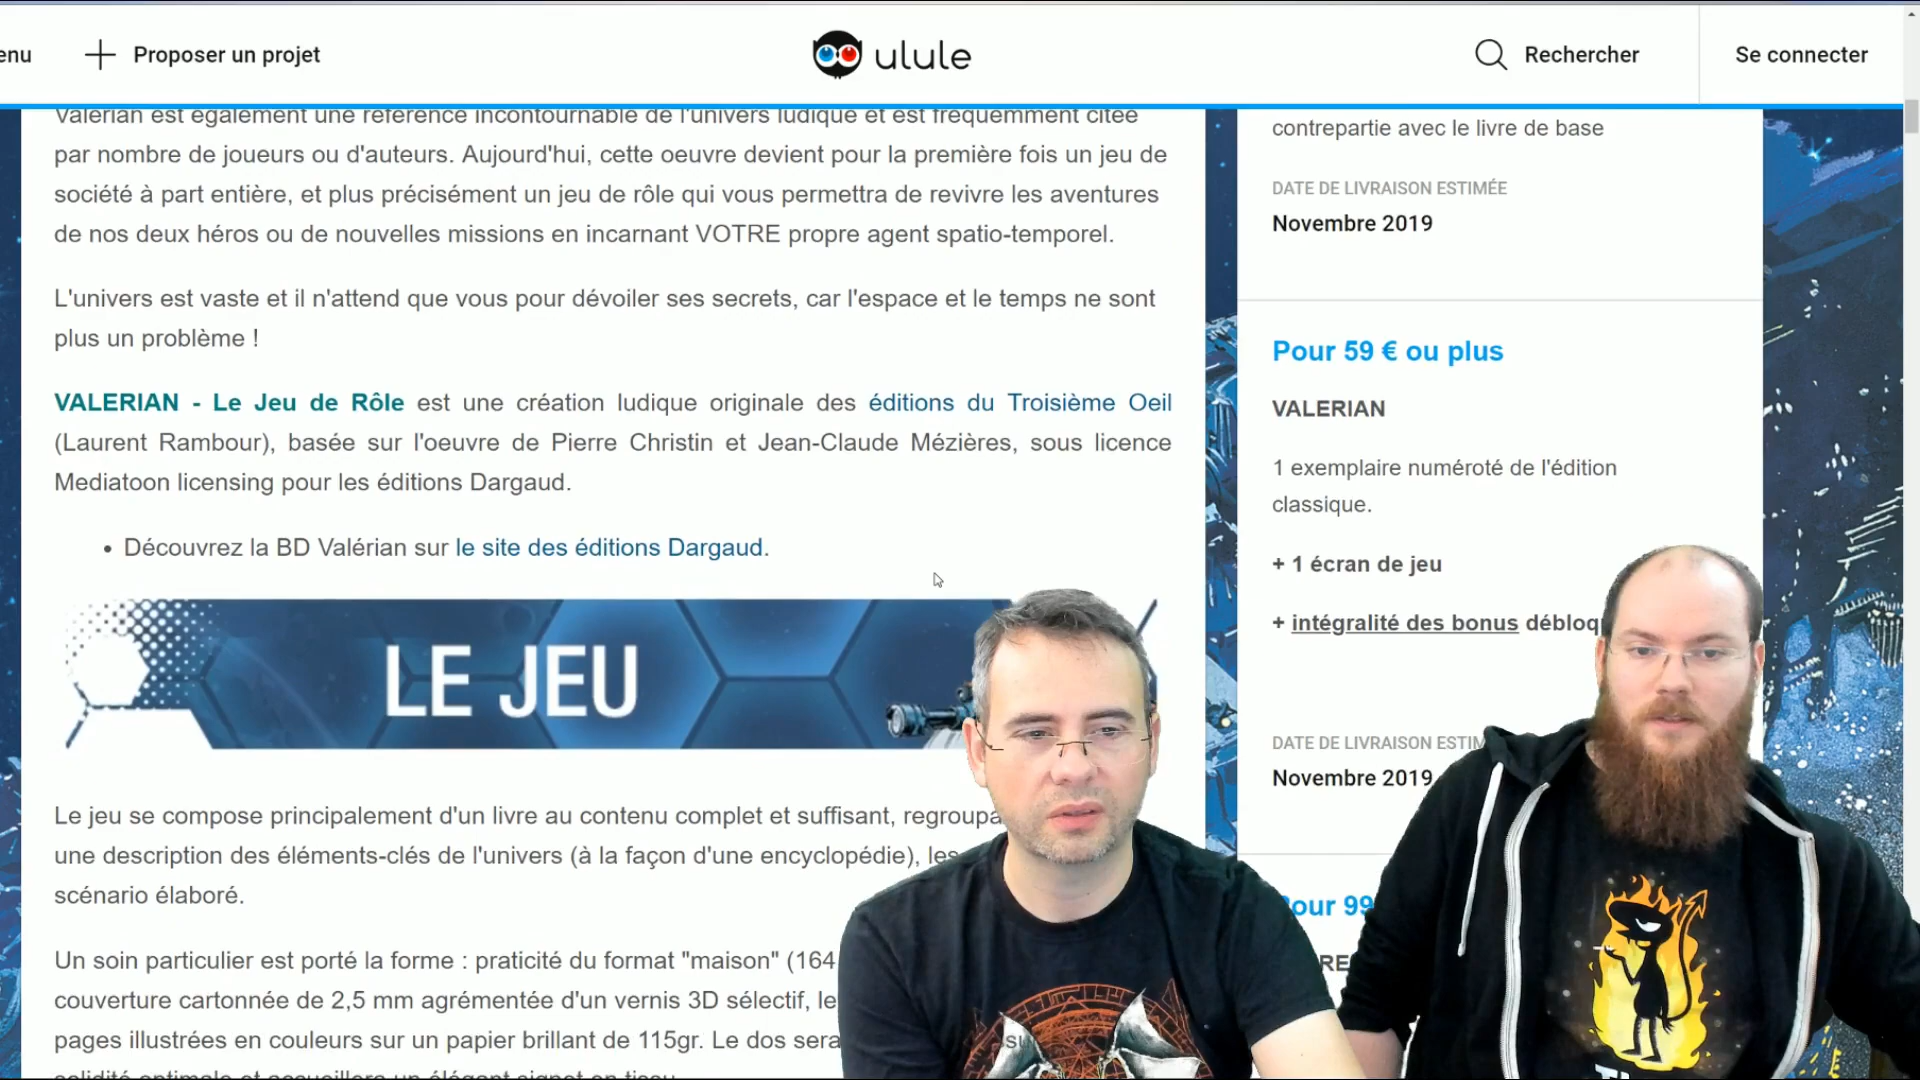 enu
Proposer un projet
ulule
Rechercher
Se connecter
Valérian est également une référence incontournable de l'univers ludique et est fréquemment citée
par nombre de joueurs ou d'auteurs. Aujourd'hui, cette oeuvre devient pour la première fois un jeu de
société à part entière, et plus précisément un jeu de rôle qui vous permettra de revivre les aventures
de nos deux héros ou de nouvelles missions en incarnant VOTRE propre agent spatio-temporel.
L'univers est vaste et il n'attend que vous pour dévoiler ses secrets, car l'espace et le temps ne sont
plus un problème !
VALERIAN - Le Jeu de Rôle est une création ludique originale des éditions du Troisième Oeil
(Laurent Rambour), basée sur l'oeuvre de Pierre Christin et Jean-Claude Mézières, sous licence
Mediatoon licensing pour les éditions Dargaud.
• Découvrez la BD Valérian sur le site des éditions Dargaud.
LE JEU
Le jeu se compose principalement d'un livre au contenu complet et suffisant, regroupa
une description des éléments-clés de l'univers (à la façon d'une encyclopédie), les
scénario élaboré.
Un soin particulier est porté la forme : praticité du format "maison" (164
couverture cartonnée de 2,5 mm agrémentée d'un vernis 3D sélectif, le
pages illustrées en couleurs sur un papier brillant de 115gr. Le dos sera
solidité optimale et accueillera un élégant signet en tissu.
contrepartie avec le livre de base
DATE DE LIVRAISON ESTIMÉE
Novembre 2019
Pour 59 € ou plus
VALERIAN
1 exemplaire numéroté de l'édition
classique.
+ 1 écran de jeu
+ intégralité des bonus débloq
DATE DE LIVRAISON ESTIM
Novembre 2019
Pour 99